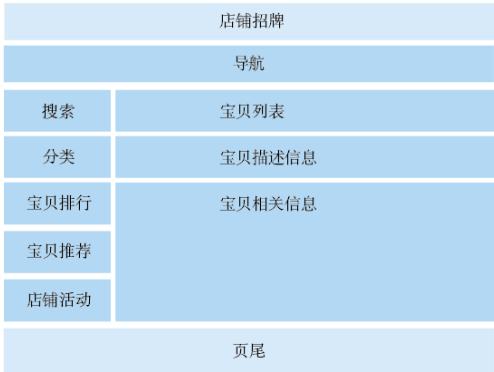 店铺招牌
导航
搜索
宝贝列表
分类
宝贝描述信息
宝贝排行
宝贝相关信息
宝贝推荐
店铺活动
页尾